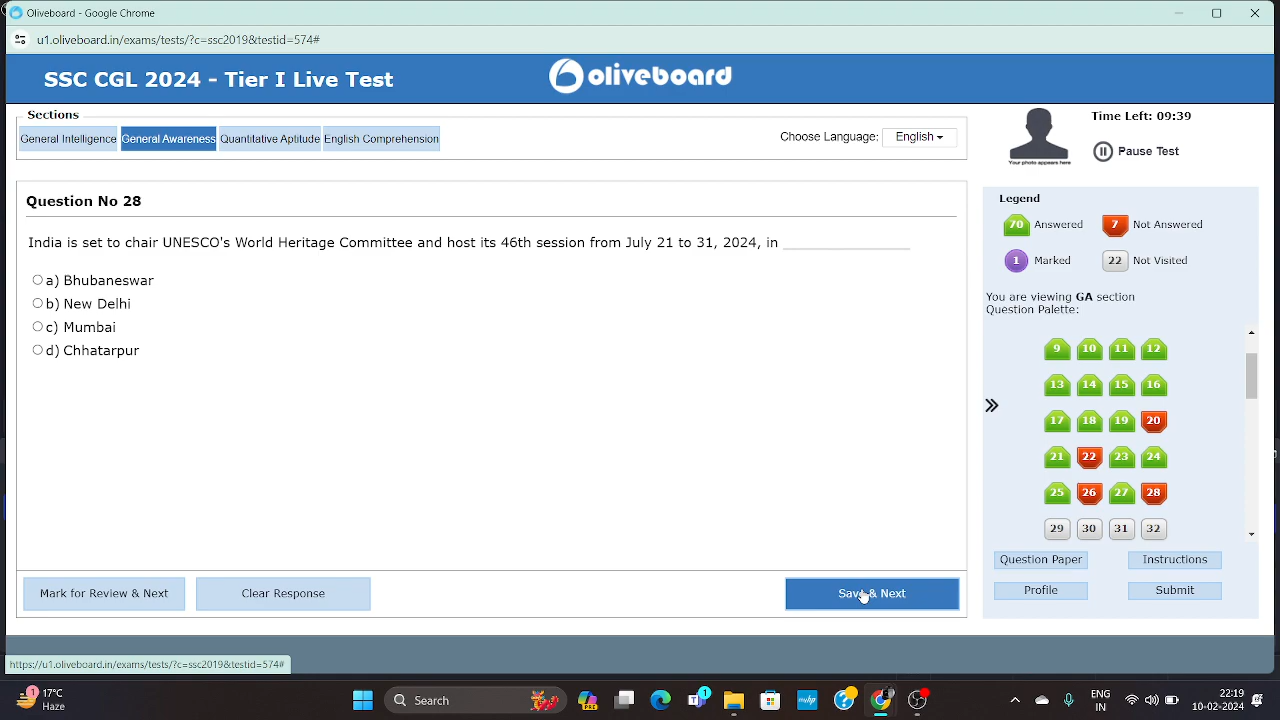 Oliveboard - Google Chrome
u1.oliveboard.in/exams/tests/?c=ssc2019&testid=574#
SSC CGL 2024 - Tier I Live Test
oliveboard
Sections
General Intelligence General Awareness Quantitative Aptitude English Comprehension
Choose Language: English
Your photo appears here
Time Left: 09:39
Pause Test
Question No 28
India is set to chair UNESCO's World Heritage Committee and host its 46th session from July 21 to 31, 2024, in _______________
a) Bhubaneswar
b) New Delhi
c) Mumbai
d) Chhatarpur
Mark for Review & Next
Clear Response
Save & Next
Legend
70 Answered 7 Not Answered
1 Marked 22 Not Visited
You are viewing GA section
Question Palette:
9 10 11 12
13 14 15 16
17 18 19 20
21 22 23 24
25 26 27 28
29 30 31 32
Question Paper Instructions
Profile Submit
https://u1.oliveboard.in/exams/tests/?c=ssc2019&testid=574#
1
17°C
Haze
Search
1
ENG
IN
22:19
10-02-2024